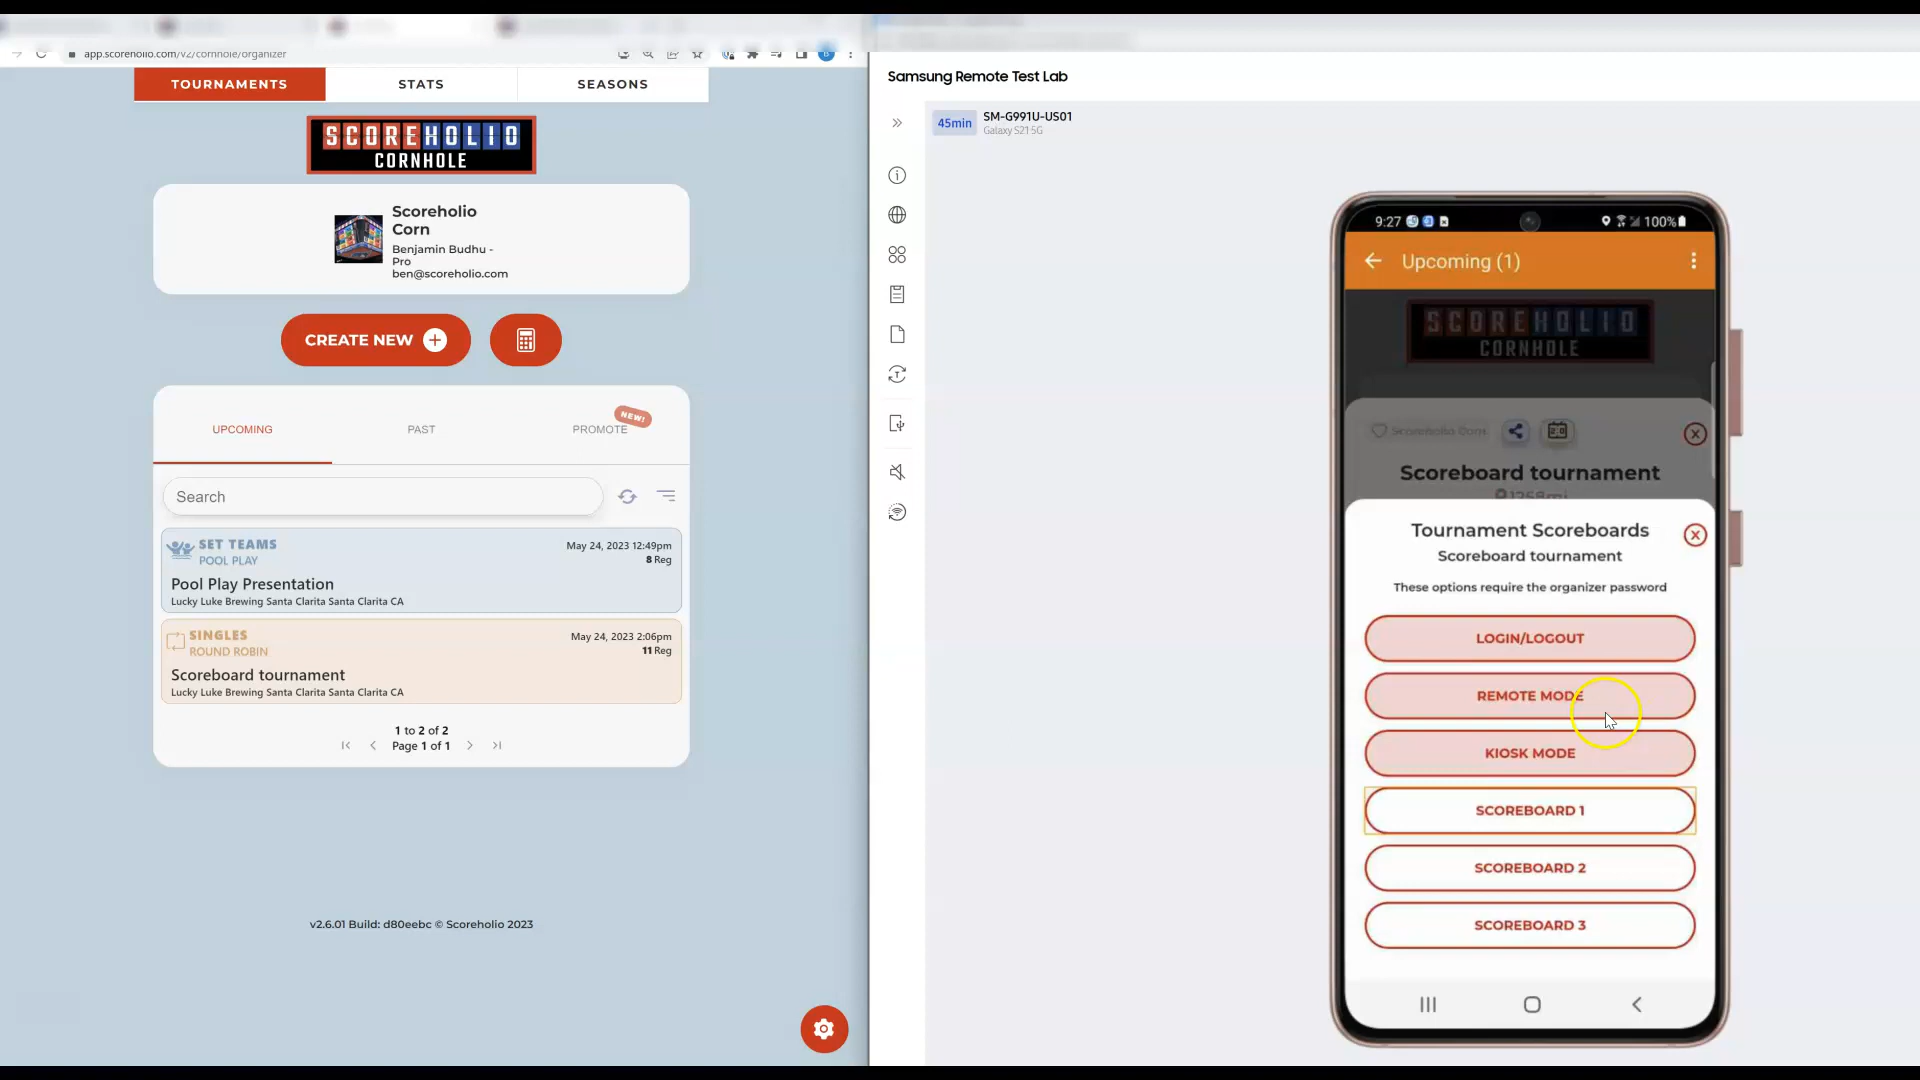 app.scoreholio.com/v2/cornhole/organizer
TOURNAMENTS
STATS
SEASONS
SCOREHOLIO
CORNHOLE
Scoreholio
Corn
Benjamin Budhu -
Pro
ben@scoreholio.com
CREATE NEW
UPCOMING
PAST
PROMOTE
NEW!
Search
SET TEAMS
POOL PLAY
May 24, 2023 12:49pm
8 Reg
Pool Play Presentation
Lucky Luke Brewing Santa Clarita Santa Clarita CA
SINGLES
ROUND ROBIN
May 24, 2023 2:06pm
11 Reg
Scoreboard tournament
Lucky Luke Brewing Santa Clarita Santa Clarita CA
1 to 2 of 2
Page 1 of 1
v2.6.01 Build: d80eebc © Scoreholio 2023
Samsung Remote Test Lab
45min
SM-G991U-US01
Galaxy S21 5G
9:27
100%
Upcoming (1)
SCOREHOLIO
CORNHOLE
Scoreholio Corn
Scoreboard tournament
1258mi
Tournament Scoreboards
Scoreboard tournament
These options require the organizer password
LOGIN/LOGOUT
REMOTE MODE
KIOSK MODE
SCOREBOARD 1
SCOREBOARD 2
SCOREBOARD 3